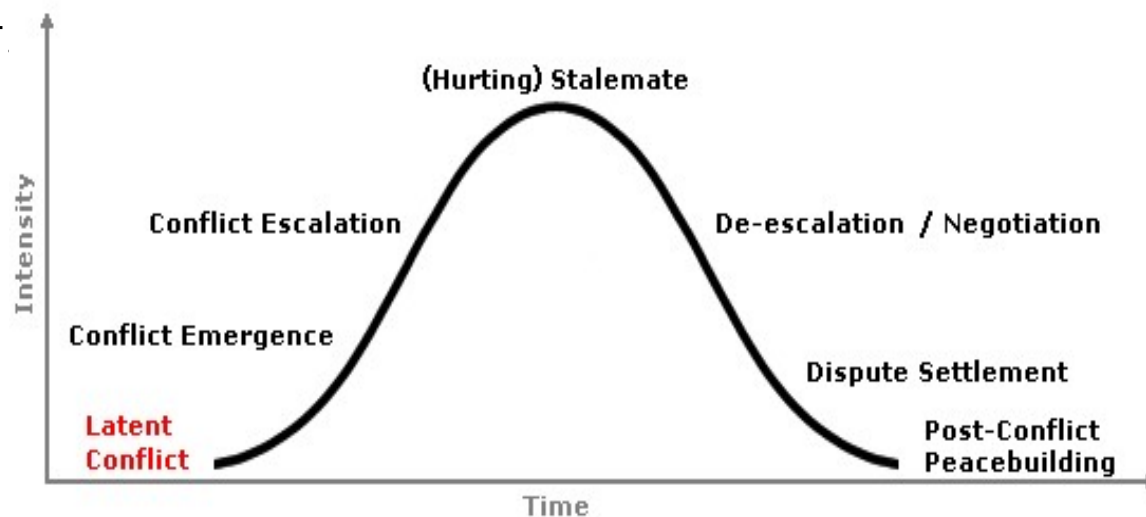 (Hurting) Stalemate
Conflict Escalation
De-escalation / Negotiation
Intensity
Conflict Emergence
Dispute Settlement
Latent
Conflict
Post-Conflict
Peacebuilding
Time